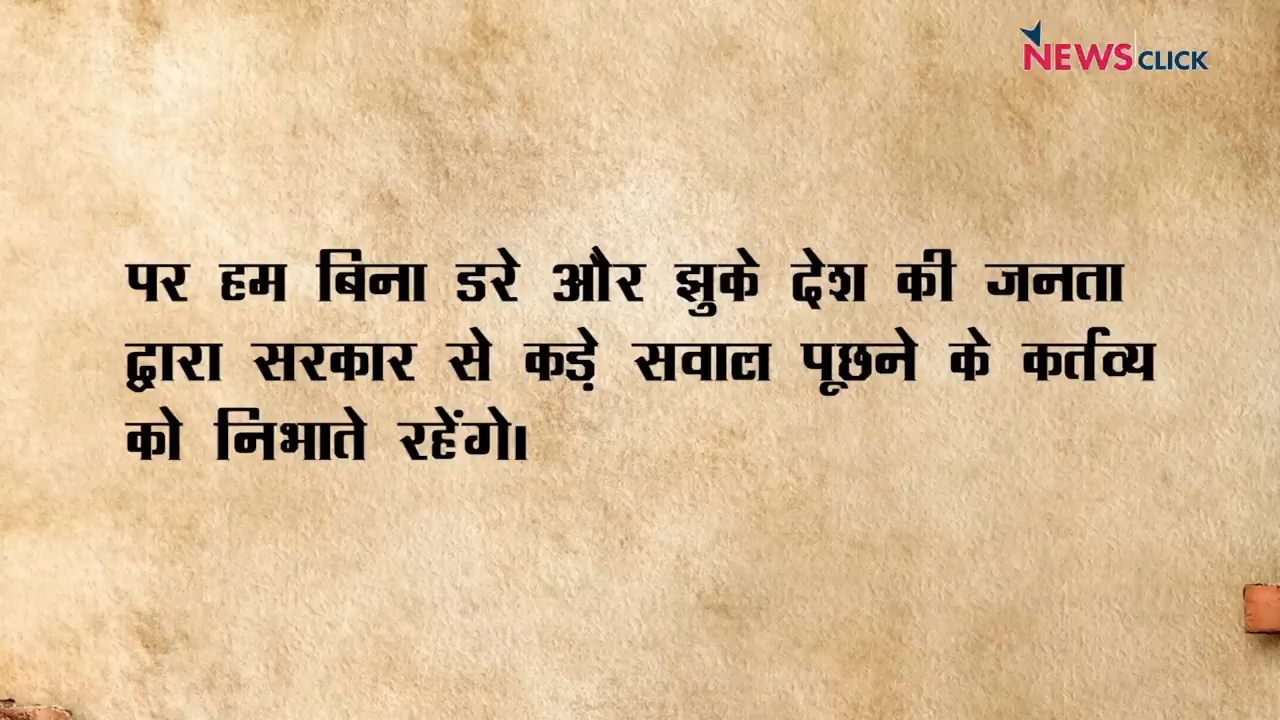 NEWSCLICK
पर हम बिना डरे और झुके देश की जनता
द्वारा सरकार से कड़े सवाल पूछने के कर्तव्य
को निभाते रहेंगे।